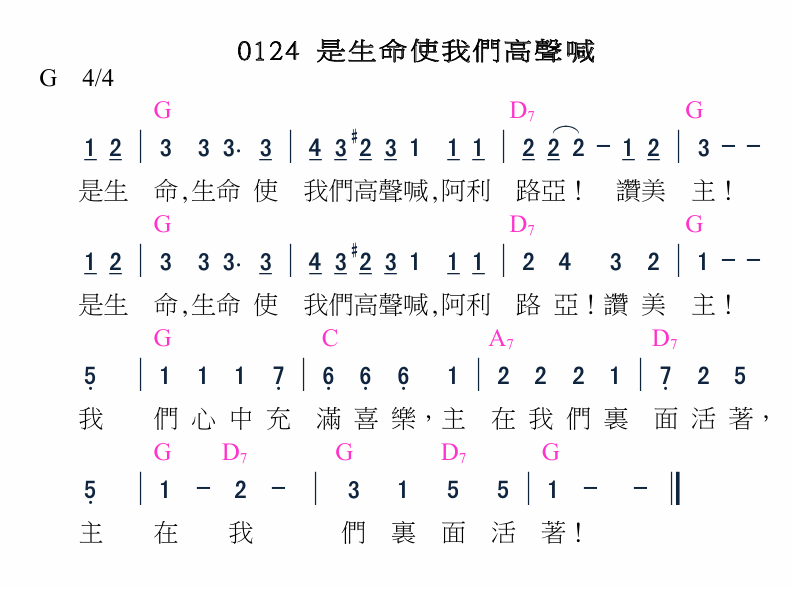 0124 是生命使我們高聲喊
G 4/4
G D7 G
1 2 | 3 3 3. 3 | 4 3 #2 3 1 1 1 | 2 2 2 - 1 2 | 3 - -
是生 命,生命 使 我們高聲喊,阿利 路亞！ 讚美 主！
G D7 G
1 2 | 3 3 3. 3 | 4 3 #2 3 1 1 1 | 2 4 3 2 | 1 - -
是生 命,生命 使 我們高聲喊,阿利 路 亞！讚 美 主！
G C A7 D7
5̣ | 1 1 1 7̣ | 6̣ 6̣ 6̣ 1 | 2 2 2 1 | 7̣ 2 5
我 們 心 中 充 滿 喜 樂，主 在 我 們 裏 面 活 著，
G D7 G D7 G
5̣ | 1 - 2 - | 3 1 5 5 | 1 - - ‖
主 在 我 們 裏 面 活 著！